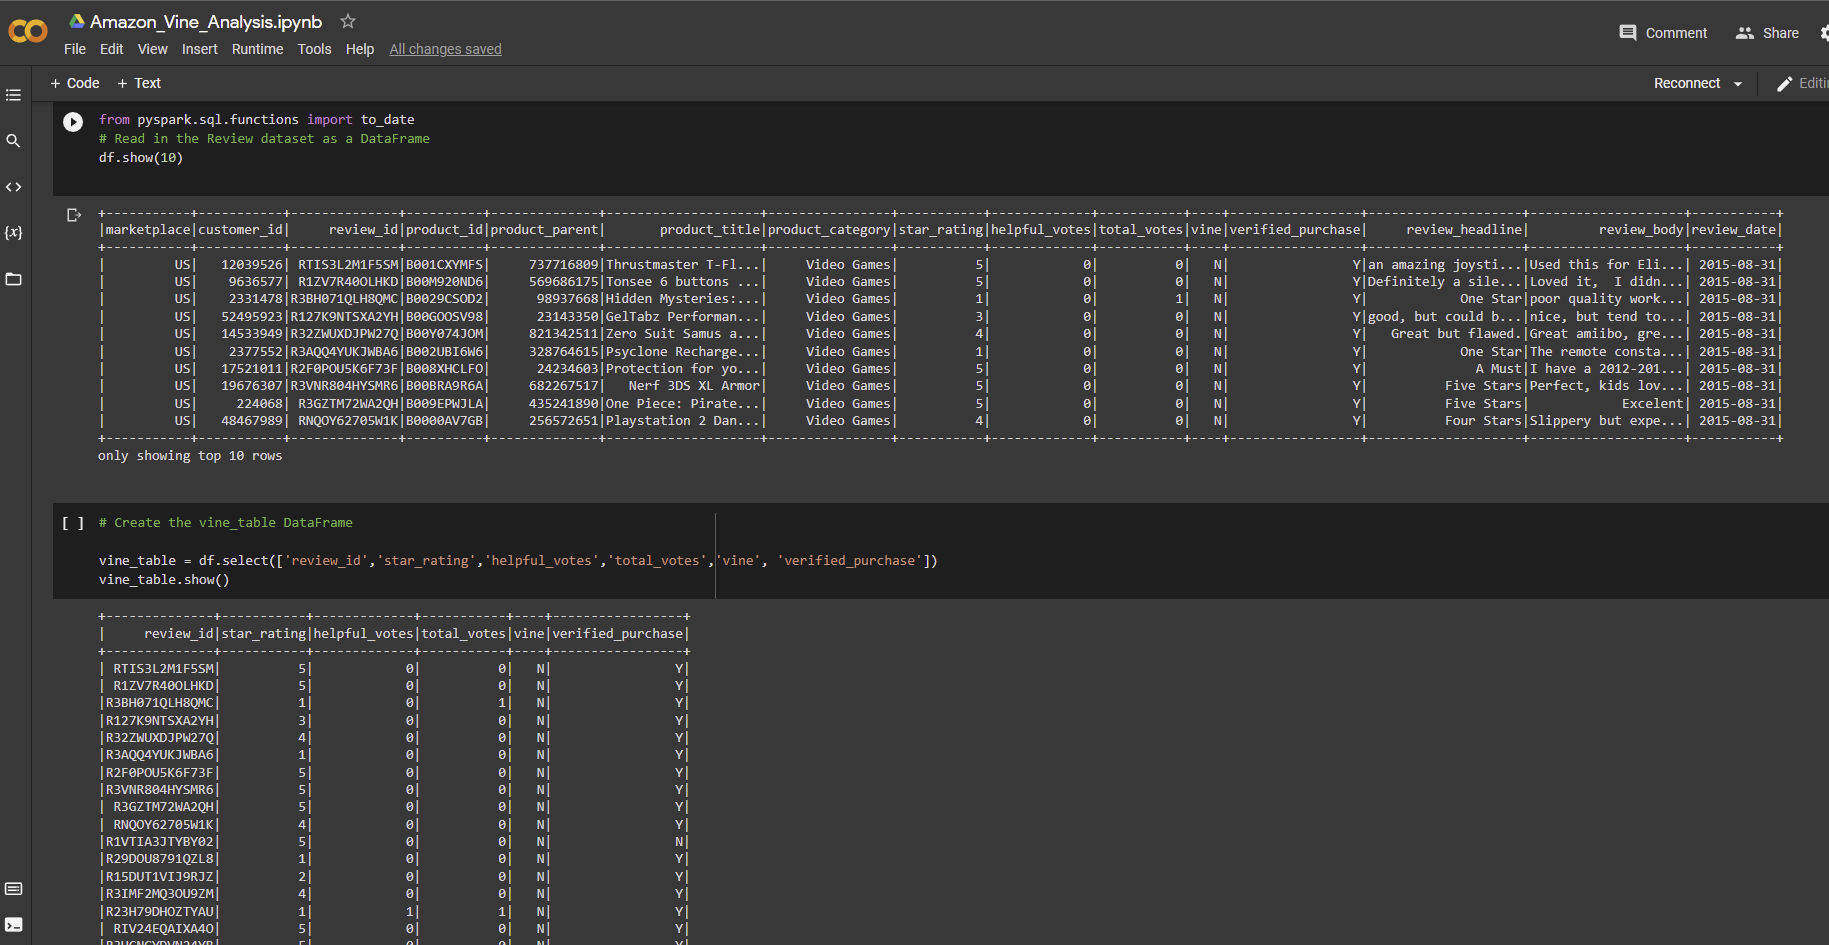 Amazon_Vine_Analysis.ipynb
File Edit View Insert Runtime Tools Help All changes saved
Comment Share
+ Code + Text
Reconnect
from pyspark.sql.functions import to_date
# Read in the Review dataset as a DataFrame
df.show(10)
+-----------+-----------+--------------+----------+--------------+--------------------+----------------+-----------+-------------+-----------+----+-----------------+--------------------+--------------------+-----------+
|marketplace|customer_id|     review_id|product_id|product_parent|       product_title|product_category|star_rating|helpful_votes|total_votes|vine|verified_purchase|     review_headline|         review_body|review_date|
+-----------+-----------+--------------+----------+--------------+--------------------+----------------+-----------+-------------+-----------+----+-----------------+--------------------+--------------------+-----------+
|         US|   12039526| RTIS3L2M1F5SM|B001CXYMFS|     737716809|Thrustmaster T-Fl...|     Video Games|          5|            0|          0|   N|                Y|an amazing joysti...|Used this for Eli...| 2015-08-31|
|         US|    9636577| R1ZV7R40OLHKD|B00M920ND6|     569686175|Tonsee 6 buttons ...|     Video Games|          5|            0|          0|   N|                Y|Definitely a sile...|Loved it,  I didn...| 2015-08-31|
|         US|    2331478|R3BH071QLH8QMC|B0029CSOD2|      98937668|Hidden Mysteries:...|     Video Games|          1|            0|          1|   N|                Y|            One Star|poor quality work...| 2015-08-31|
|         US|   52495923|R127K9NTSXA2YH|B00GOOSV98|      23143350|GelTabz Performan...|     Video Games|          3|            0|          0|   N|                Y|good, but could b...|nice, but tend to...| 2015-08-31|
|         US|   14533949|R32ZWUXDJPW27Q|B00Y074JOM|     821342511|Zero Suit Samus a...|     Video Games|          4|            0|          0|   N|                Y|   Great but flawed.|Great amiibo, gre...| 2015-08-31|
|         US|    2377552|R3AQQ4YUKJWBA6|B002UBI6W6|     328764615|Psyclone Recharge...|     Video Games|          1|            0|          0|   N|                Y|            One Star|The remote consta...| 2015-08-31|
|         US|   17521011|R2F0POU5K6F73F|B008XHCLFO|      24234603|Protection for yo...|     Video Games|          5|            0|          0|   N|                Y|              A Must|I have a 2012-201...| 2015-08-31|
|         US|   19676307|R3VNR804HYSMR6|B00BRA9R6A|     682267517|   Nerf 3DS XL Armor|     Video Games|          5|            0|          0|   N|                Y|          Five Stars|Perfect, kids lov...| 2015-08-31|
|         US|     224068| R3GZTM72WA2QH|B009EPWJLA|     435241890|One Piece: Pirate...|     Video Games|          5|            0|          0|   N|                Y|          Five Stars|            Excelent| 2015-08-31|
|         US|   48467989| RNQOY62705W1K|B0000AV7GB|     256572651|Playstation 2 Dan...|     Video Games|          4|            0|          0|   N|                Y|          Four Stars|Slippery but expe...| 2015-08-31|
+-----------+-----------+--------------+----------+--------------+--------------------+----------------+-----------+-------------+-----------+----+-----------------+--------------------+--------------------+-----------+
only showing top 10 rows
[ ] # Create the vine_table DataFrame
vine_table = df.select(['review_id','star_rating','helpful_votes','total_votes','vine', 'verified_purchase'])
vine_table.show()
+--------------+-----------+-------------+-----------+----+-----------------+
|     review_id|star_rating|helpful_votes|total_votes|vine|verified_purchase|
+--------------+-----------+-------------+-----------+----+-----------------+
| RTIS3L2M1F5SM|          5|            0|          0|   N|                Y|
| R1ZV7R40OLHKD|          5|            0|          0|   N|                Y|
|R3BH071QLH8QMC|          1|            0|          1|   N|                Y|
|R127K9NTSXA2YH|          3|            0|          0|   N|                Y|
|R32ZWUXDJPW27Q|          4|            0|          0|   N|                Y|
|R3AQQ4YUKJWBA6|          1|            0|          0|   N|                Y|
|R2F0POU5K6F73F|          5|            0|          0|   N|                Y|
|R3VNR804HYSMR6|          5|            0|          0|   N|                Y|
| R3GZTM72WA2QH|          5|            0|          0|   N|                Y|
| RNQOY62705W1K|          4|            0|          0|   N|                Y|
|R1VTIA3JTYBY02|          5|            0|          0|   N|                N|
|R29DOU8791QZL8|          1|            0|          0|   N|                Y|
|R15DUT1VIJ9RJZ|          2|            0|          0|   N|                Y|
|R3IMF2MQ3OU9ZM|          4|            0|          0|   N|                Y|
|R23H79DHOZTYAU|          1|            1|          1|   N|                Y|
| RIV24EQAIXA4O|          5|            0|          0|   N|                Y|